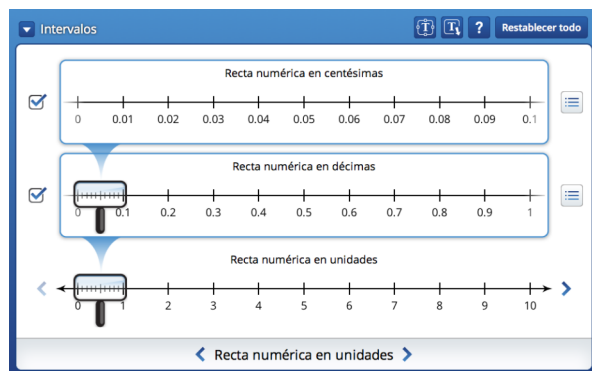 Intervalos
T T ? Restablecer todo
Recta numérica en centésimas
0 0.01 0.02 0.03 0.04 0.05 0.06 0.07 0.08 0.09 0.1
Recta numérica en décimas
0 0.1 0.2 0.3 0.4 0.5 0.6 0.7 0.8 0.9 1
Recta numérica en unidades
0 1 2 3 4 5 6 7 8 9 10
Recta numérica en unidades